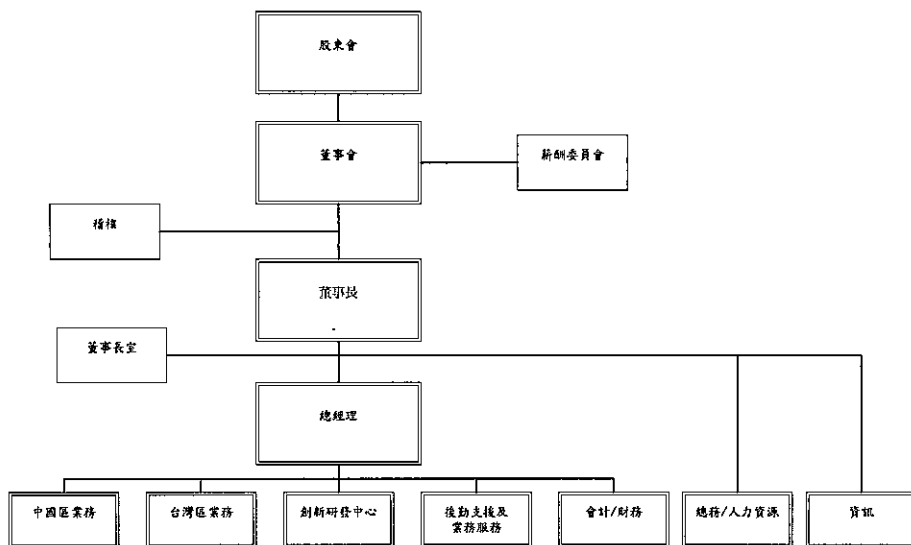 股東會
董事會
薪酬委員會
稽核
董事長
董事長室
總經理
中國區業務
台灣區業務
創新研發中心
後勤支援及
業務服務
會計/財務
總務/人力資源
資訊